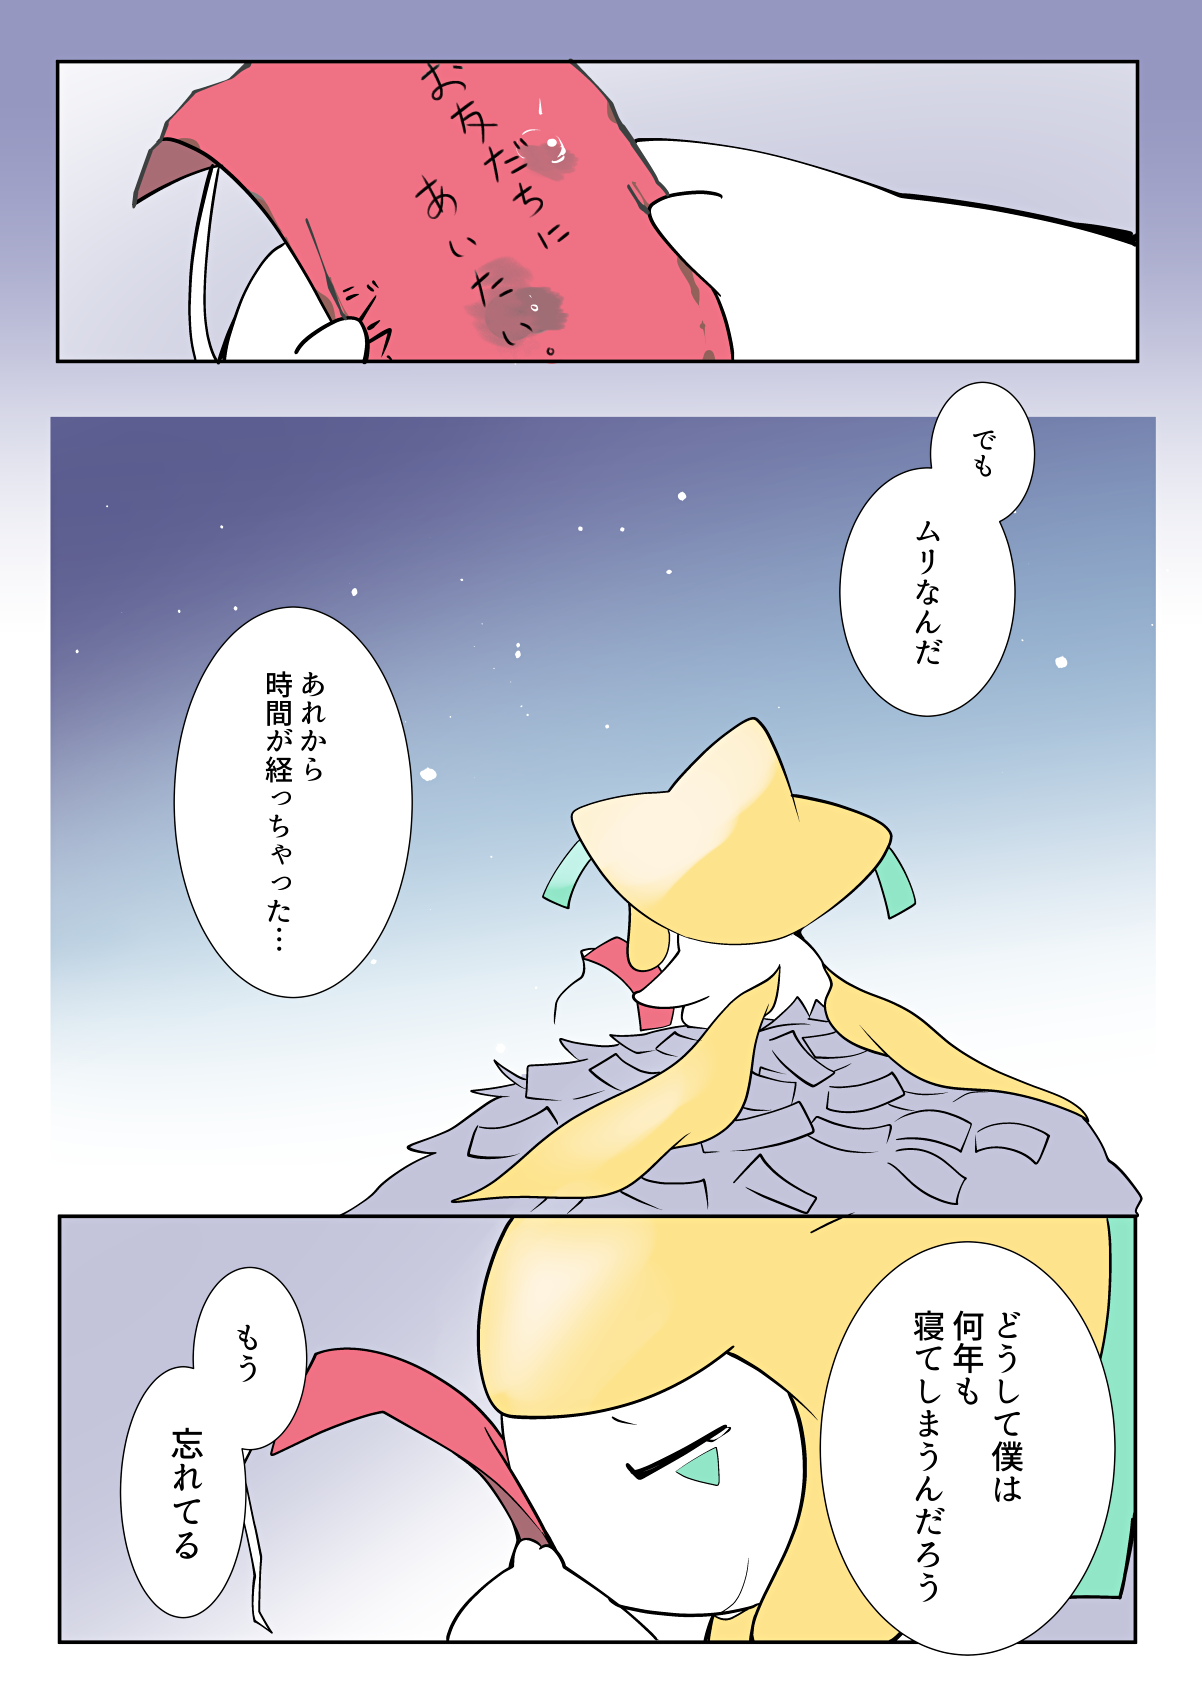 お友だちに
あいたい。
ジワ
でも
ムリなんだ
あれから
時間が経っちゃった…
どうして僕は
何年も
寝てしまうんだろう
もう
忘れてる